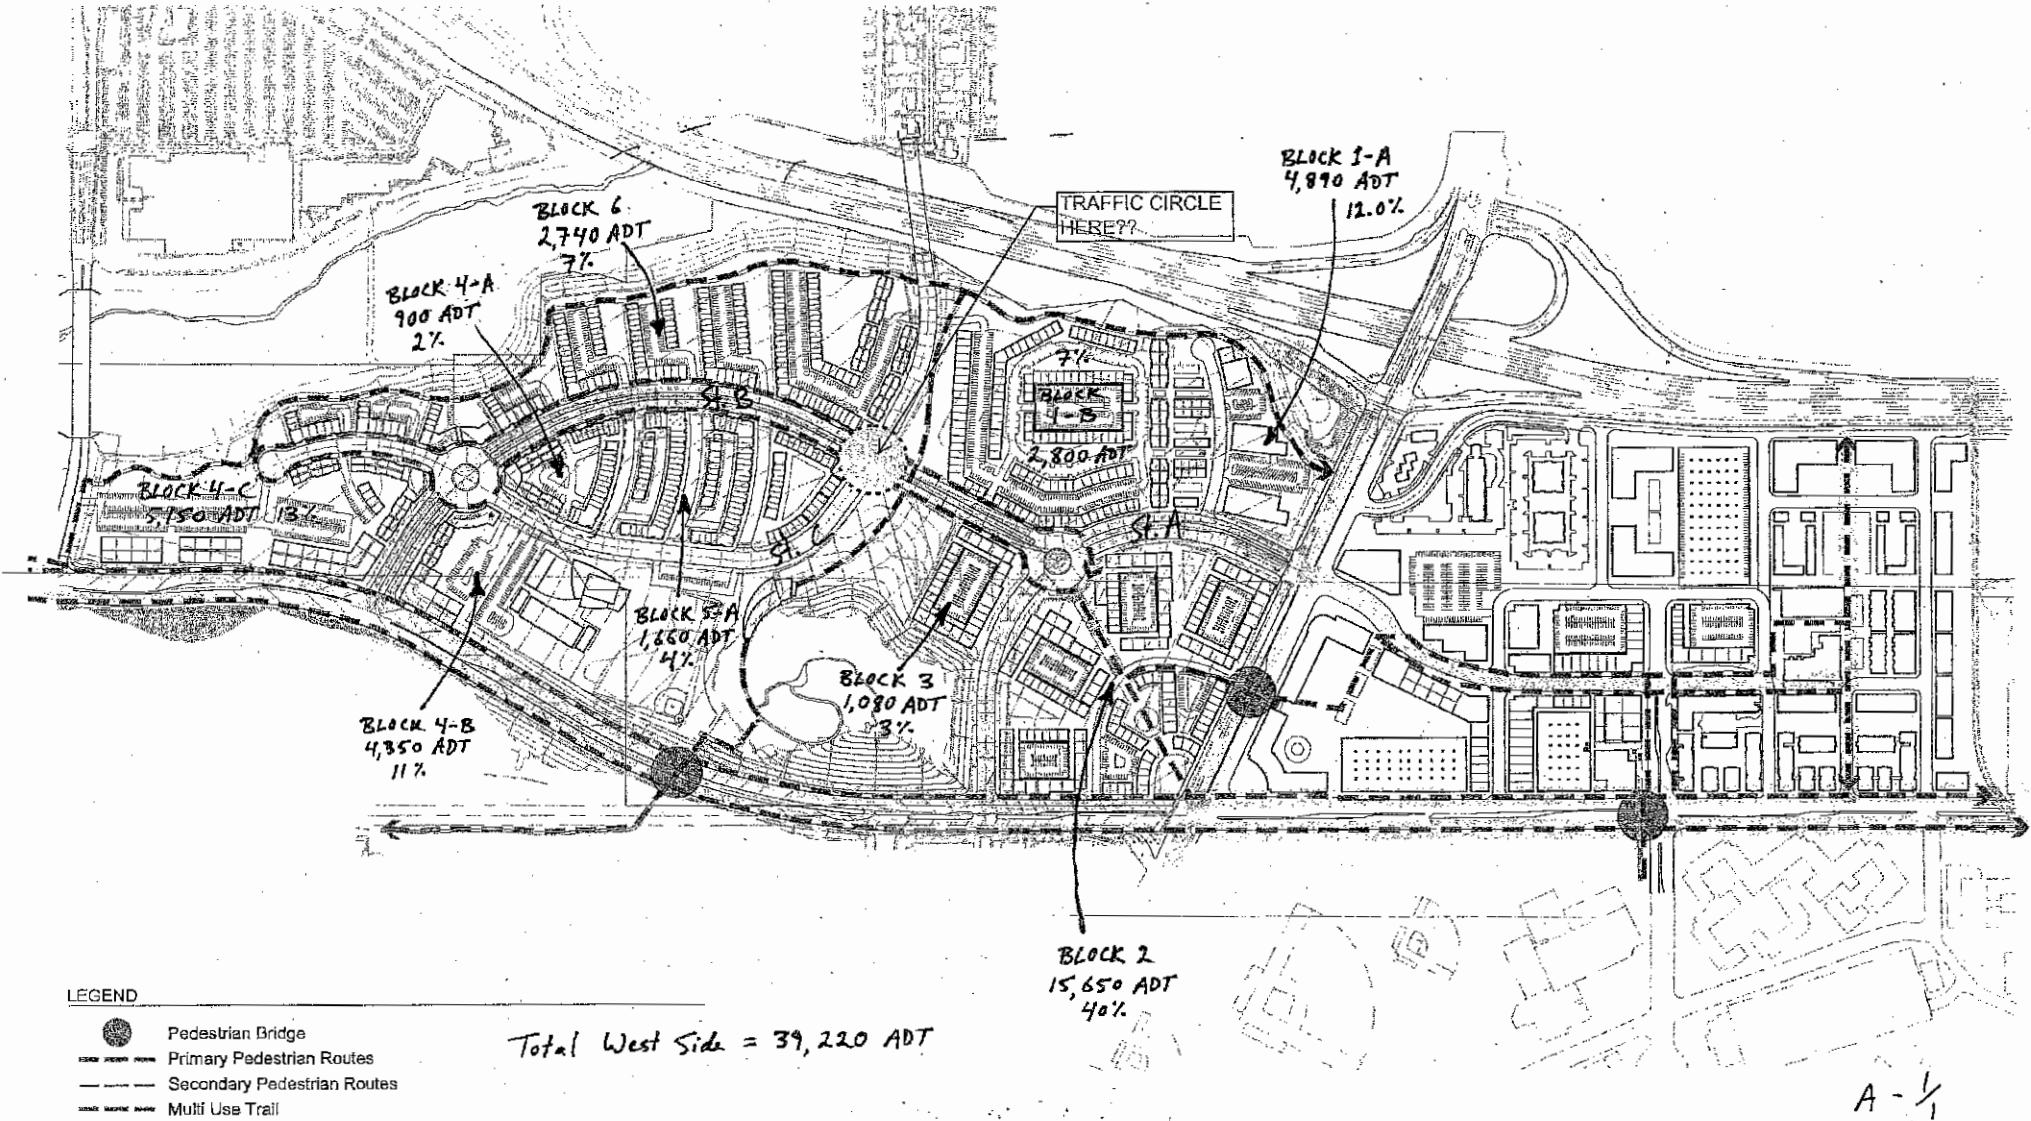 BLOCK 1-A
4,890 ADT
12.0%
TRAFFIC CIRCLE
HERE??
BLOCK 6
2,740 ADT
7%
BLOCK 4-A
900 ADT
2%
7%
BLOCK
1-B
2,800 ADT
St. B
BLOCK 4-C
5,150 ADT 13%
St. A
St. C
BLOCK 5-A
1,660 ADT
4%
BLOCK 3
1,080 ADT
3%
BLOCK 4-B
4,350 ADT
11%
BLOCK 2
15,650 ADT
40%
LEGEND
Pedestrian Bridge
Primary Pedestrian Routes
Secondary Pedestrian Routes
Multi Use Trail
Total West Side = 39,220 ADT
A - 1/1